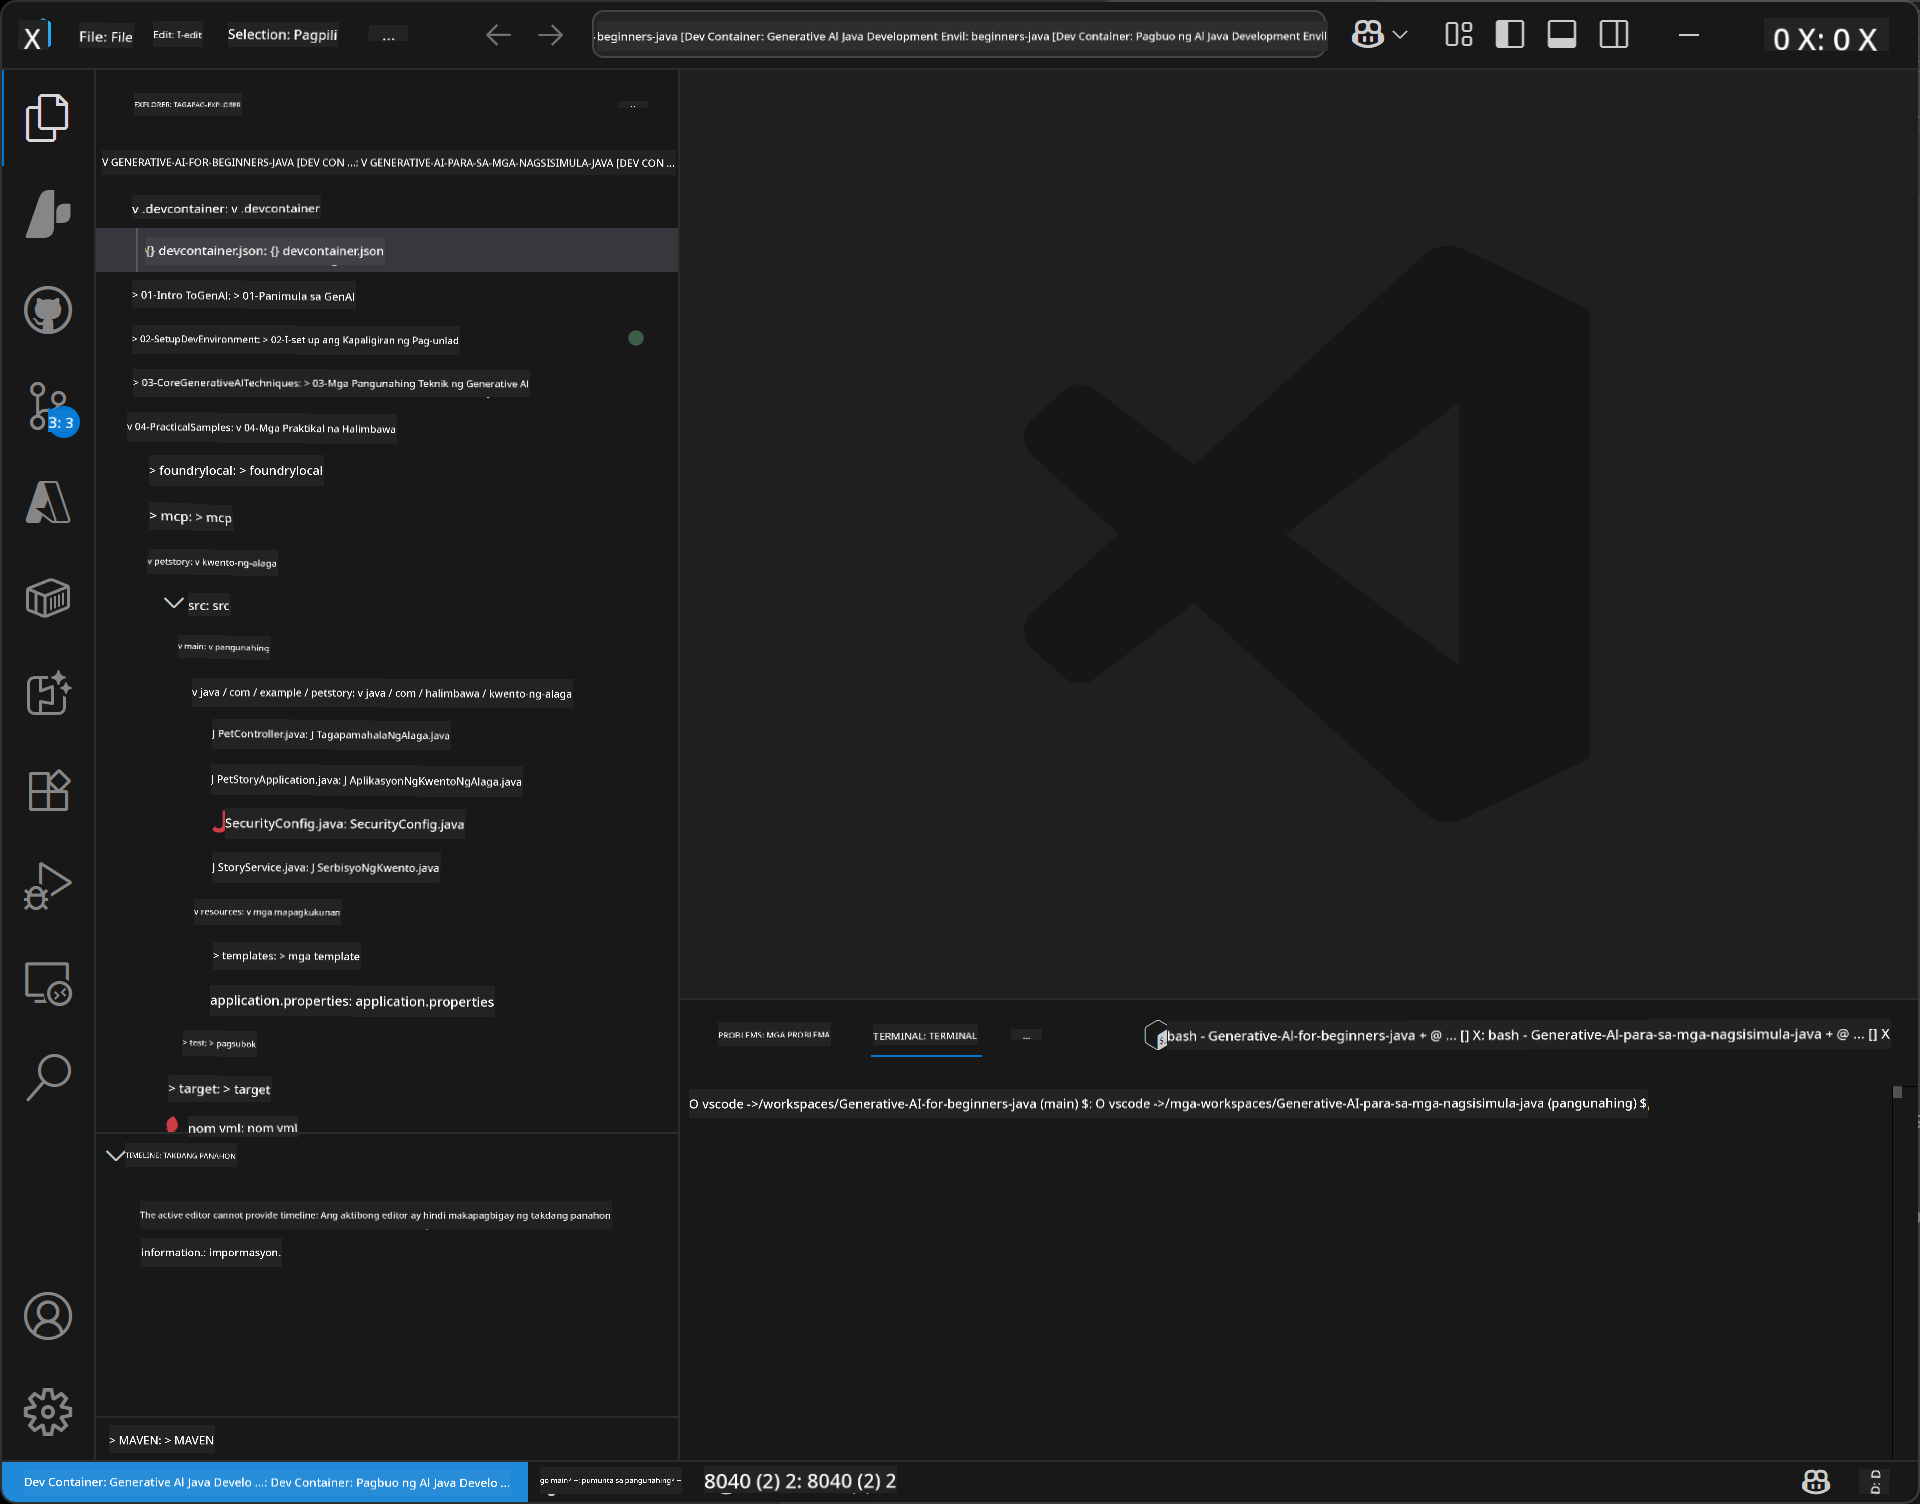 File: File
Edit: I-edit
Selection: Pagpili
...
beginners-java [Dev Container: Generative AI Java Development Envil: beginners-java [Dev Container: Pagbuo ng AI Java Development Envil
0 X: 0 X
EXPLORER: TAGAPAG-EXPLORER
...
V GENERATIVE-AI-FOR-BEGINNERS-JAVA [DEV CON ...: V GENERATIVE-AI-PARA-SA-MGA-NAGSISIMULA-JAVA [DEV CON ...
v .devcontainer: v .devcontainer
{} devcontainer.json: {} devcontainer.json
> 01-Intro ToGenAI: > 01-Panimula sa GenAI
> 02-SetupDevEnvironment: > 02-I-set up ang Kapaligiran ng Pag-unlad
> 03-CoreGenerativeAITechniques: > 03-Mga Pangunahing Teknik ng Generative AI
v 04-PracticalSamples: v 04-Mga Praktikal na Halimbawa
> foundrylocal: > foundrylocal
> mcp: > mcp
v petstory: v kwento-ng-alaga
src: src
v main: v pangunahing
v java / com / example / petstory: v java / com / halimbawa / kwento-ng-alaga
J PetController.java: J TagapamahalaNgAlaga.java
J PetStoryApplication.java: J AplikasyonNgKwentoNgAlaga.java
J SecurityConfig.java: SecurityConfig.java
J StoryService.java: J SerbisyoNgKwento.java
v resources: v mga mapagkukunan
> templates: > mga template
application.properties: application.properties
> test: > pagsubok
> target: > target
nom yml: nom yml
TIMELINE: TAKDANG PANAHON
The active editor cannot provide timeline: Ang aktibong editor ay hindi makapagbigay ng takdang panahon
information.: impormasyon.
> MAVEN: > MAVEN
PROBLEMS: MGA PROBLEMA
TERMINAL: TERMINAL
...
bash - Generative-AI-for-beginners-java + @ ... [] X: bash - Generative-AI-para-sa-mga-nagsisimula-java + @ ... [] X
O vscode ->/workspaces/Generative-AI-for-beginners-java (main) $: O vscode ->/mga-workspaces/Generative-AI-para-sa-mga-nagsisimula-java (pangunahing) $
3: 3
Dev Container: Generative AI Java Develo ...: Dev Container: Pagbuo ng AI Java Develo ...
go main* ~: pumunta sa pangunahing* ~
8040 (2) 2: 8040 (2) 2
D: D